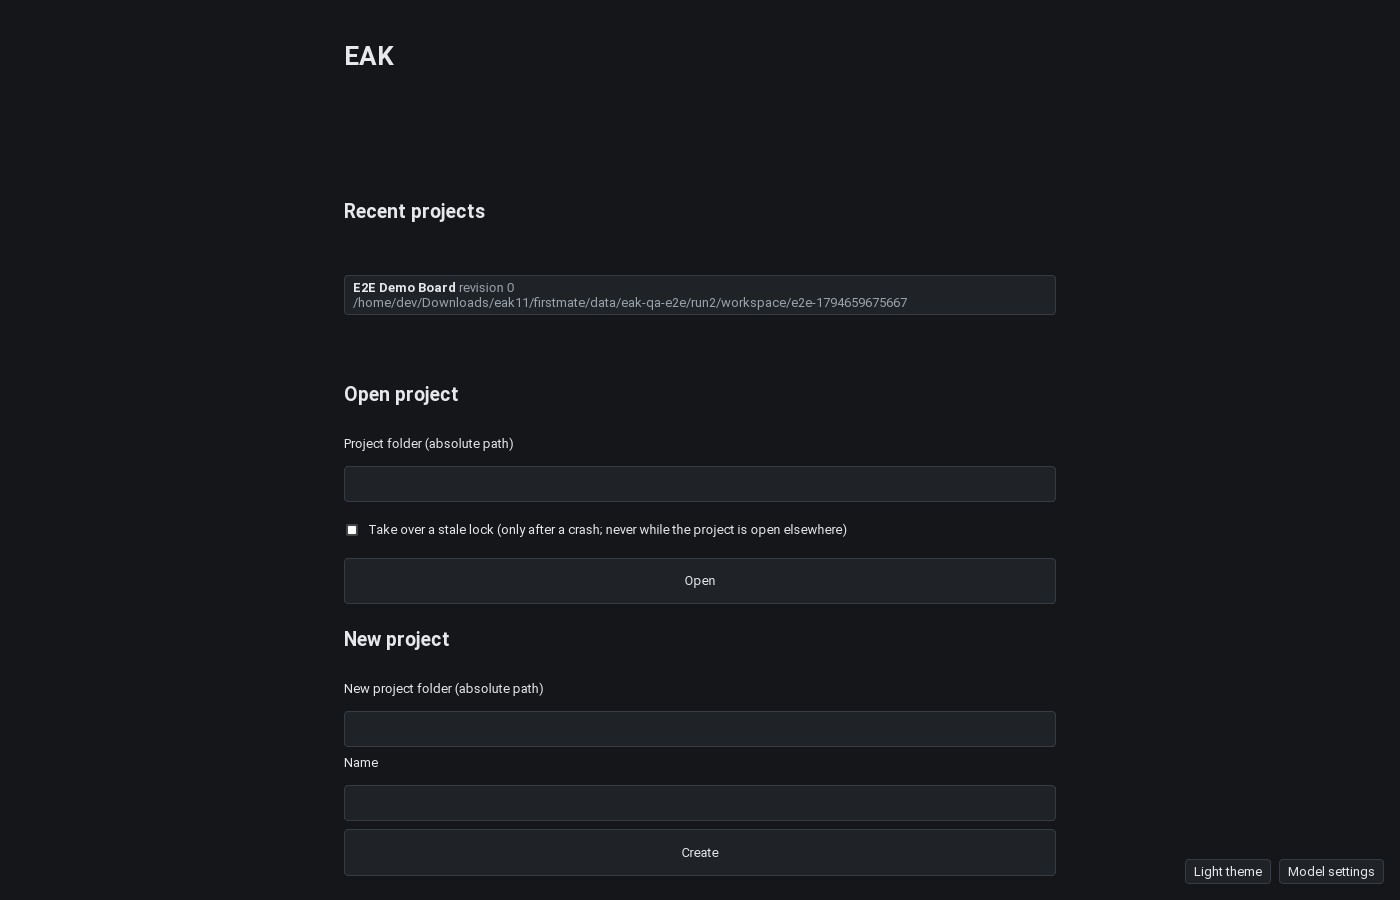 EAK
Recent projects
E2E Demo Board revision 0
/home/dev/Downloads/eak11/firstmate/data/eak-qa-e2e/run2/workspace/e2e-1794659675667
Open project
Project folder (absolute path)
Take over a stale lock (only after a crash; never while the project is open elsewhere)
Open
New project
New project folder (absolute path)
Name
Create
Light theme
Model settings